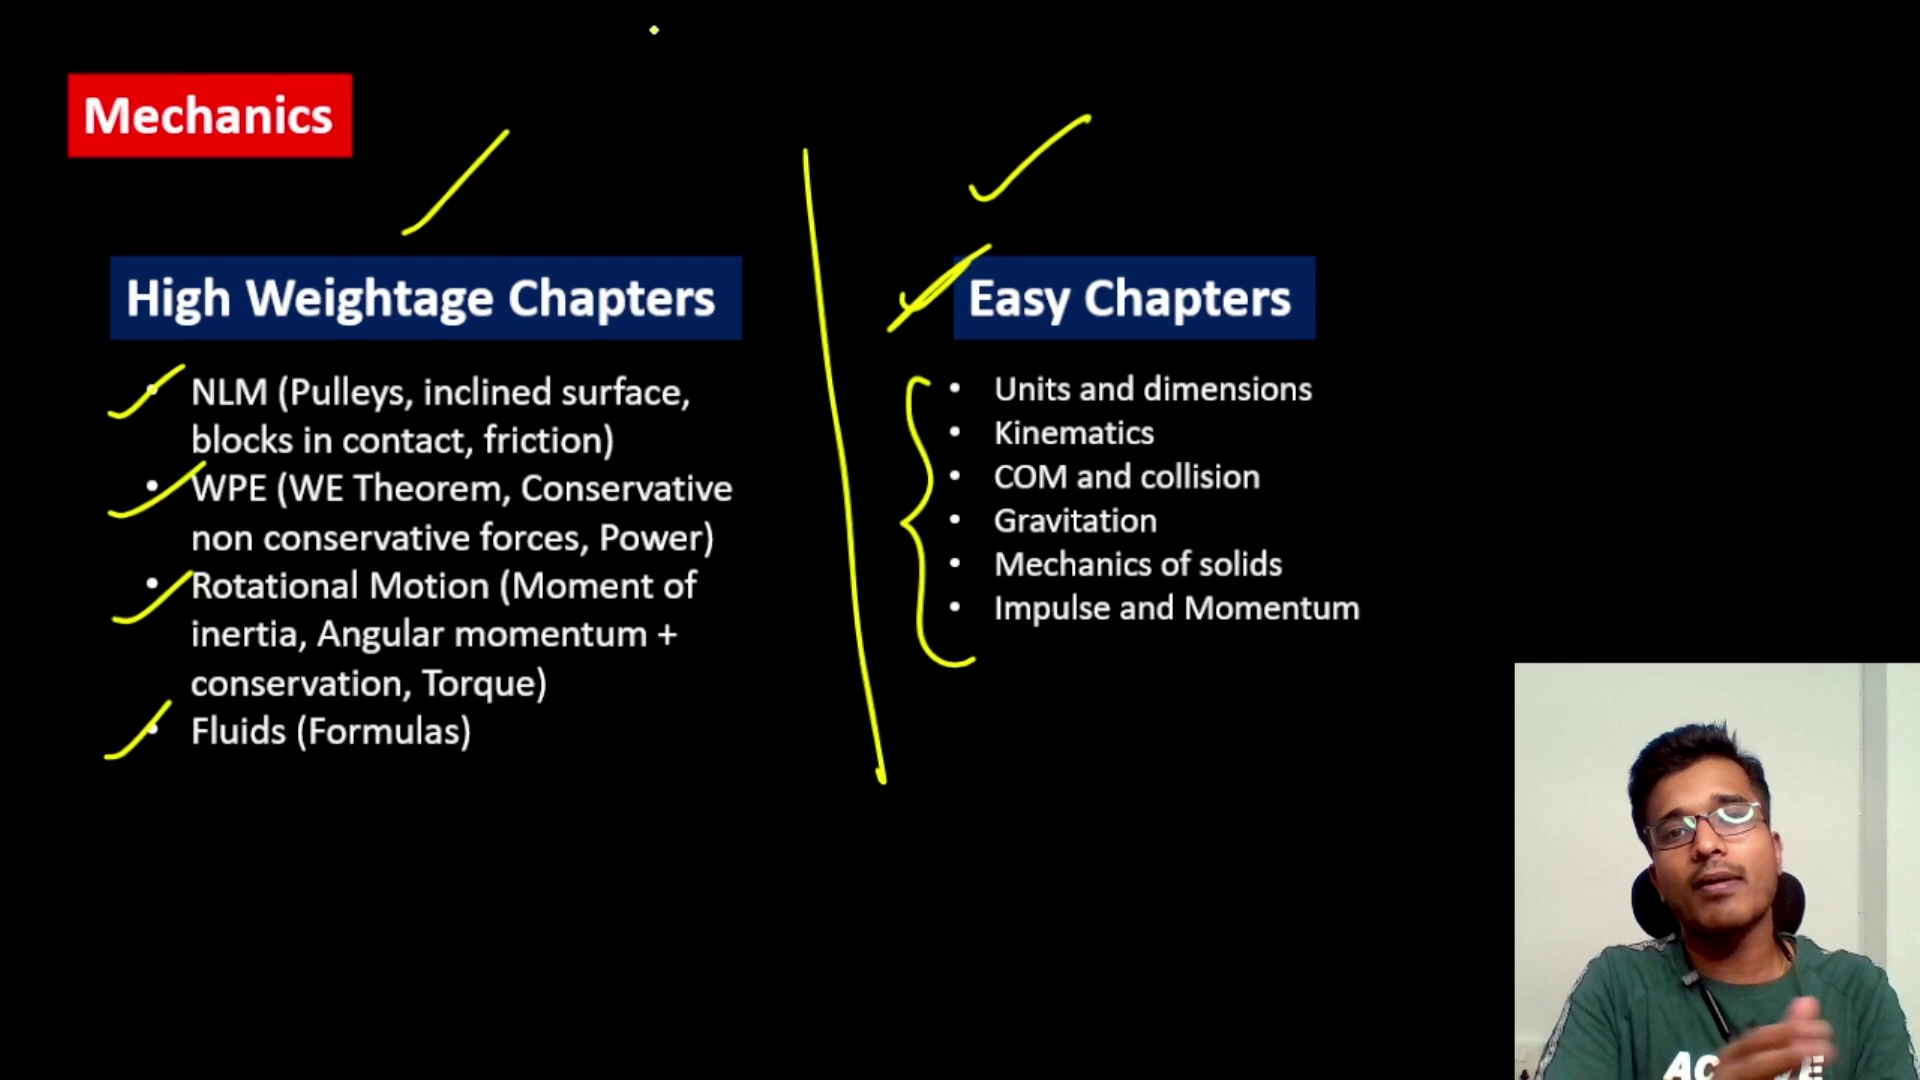 Mechanics
High Weightage Chapters
• NLM (Pulleys, inclined surface,
blocks in contact, friction)
• WPE (WE Theorem, Conservative
non conservative forces, Power)
• Rotational Motion (Moment of
inertia, Angular momentum +
conservation, Torque)
• Fluids (Formulas)
Easy Chapters
• Units and dimensions
• Kinematics
• COM and collision
• Gravitation
• Mechanics of solids
• Impulse and Momentum